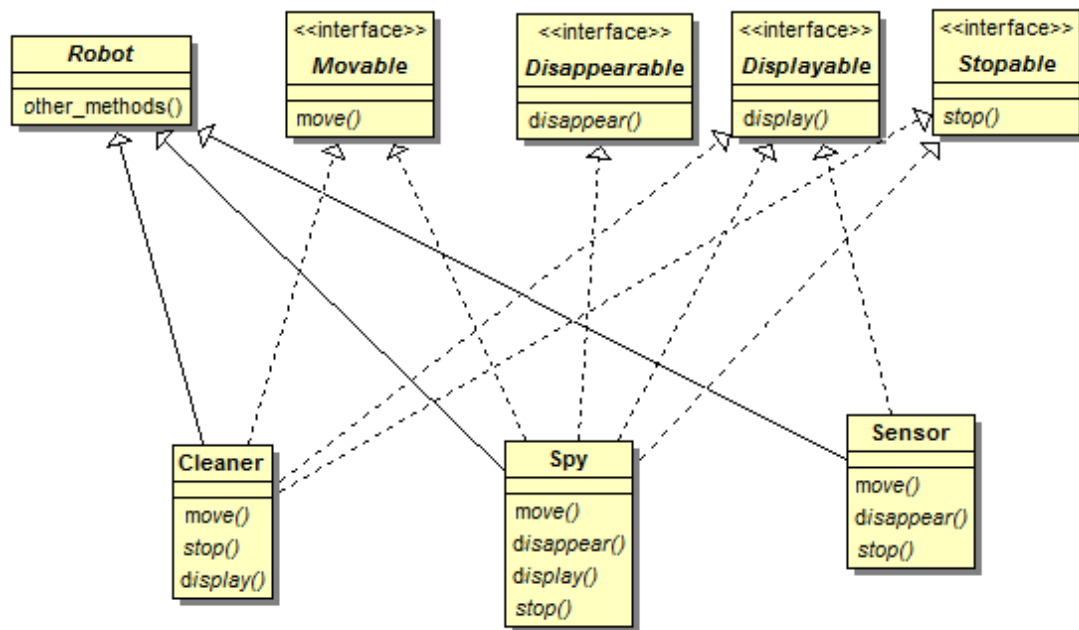 Robot
other_methods()
<<interface>>
Movable
move()
<<interface>>
Disappearable
disappear()
<<interface>>
Displayable
display()
<<interface>>
Stopable
stop()
Cleaner
move()
stop()
display()
Spy
move()
disappear()
display()
stop()
Sensor
move()
disappear()
stop()